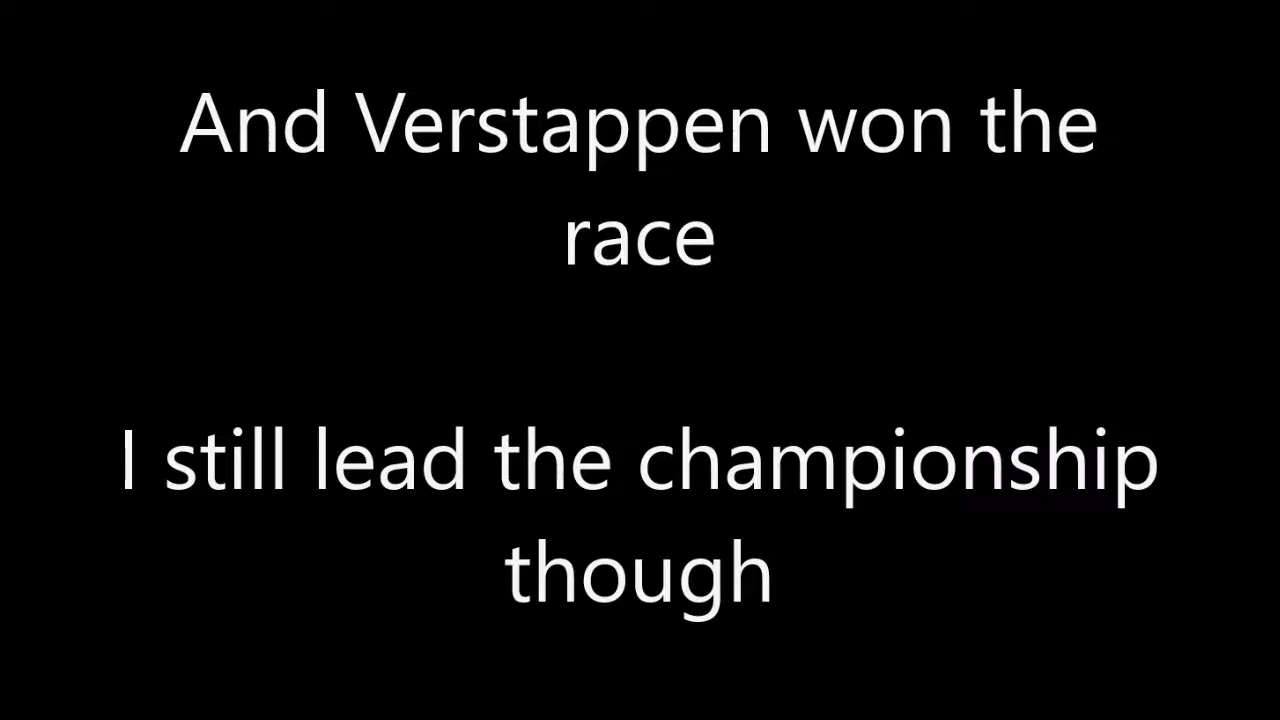 And Verstappen won the
race
I still lead the championship
though